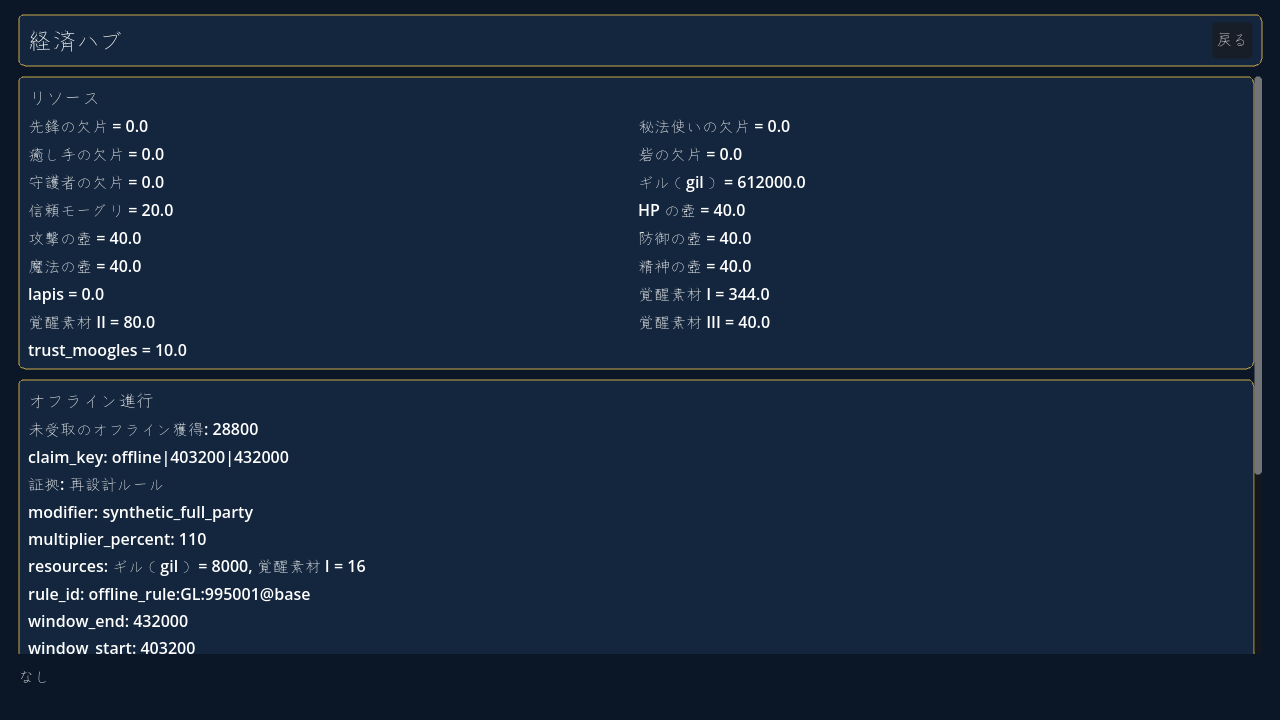 経済ハブ
戻る
リソース
先鋒の欠片 = 0.0
秘法使いの欠片 = 0.0
癒し手の欠片 = 0.0
砦の欠片 = 0.0
守護者の欠片 = 0.0
ギル（gil）= 612000.0
信頼モーグリ = 20.0
HP の壺 = 40.0
攻撃の壺 = 40.0
防御の壺 = 40.0
魔法の壺 = 40.0
精神の壺 = 40.0
lapis = 0.0
覚醒素材 I = 344.0
覚醒素材 II = 80.0
覚醒素材 III = 40.0
trust_moogles = 10.0
オフライン進行
未受取のオフライン獲得: 28800
claim_key: offline|403200|432000
証拠: 再設計ルール
modifier: synthetic_full_party
multiplier_percent: 110
resources: ギル（gil）= 8000, 覚醒素材 I = 16
rule_id: offline_rule:GL:995001@base
window_end: 432000
window_start: 403200
なし